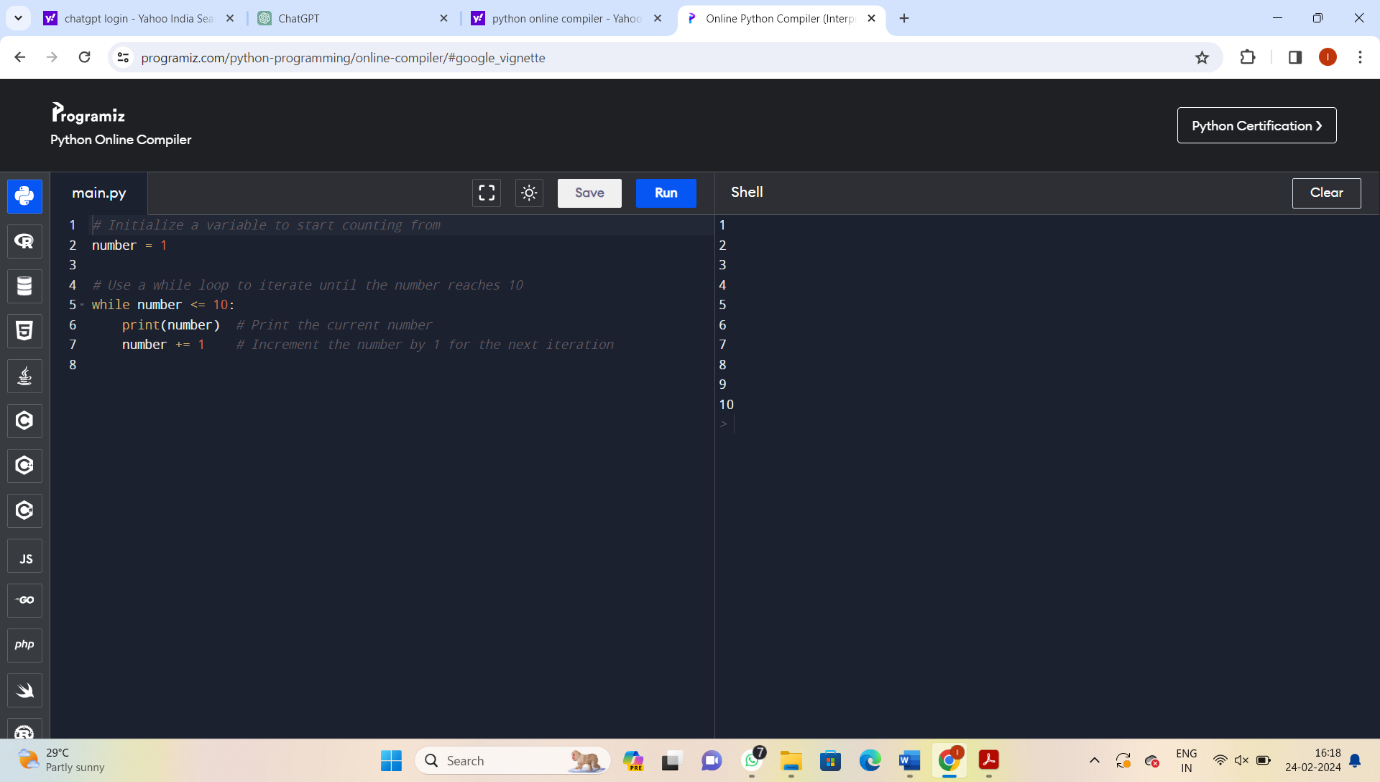 chatgpt login - Yahoo India Sea
ChatGPT
python online compiler - Yahoo
Online Python Compiler (Interp
programiz.com/python-programming/online-compiler/#google_vignette
I
Programiz
Python Online Compiler
Python Certification
main.py
Save
Run
Shell
Clear
1 # Initialize a variable to start counting from
2 number = 1
3
4 # Use a while loop to iterate until the number reaches 10
5 while number <= 10:
6     print(number)  # Print the current number
7     number += 1    # Increment the number by 1 for the next iteration
8
1
2
3
4
5
6
7
8
9
10
>
R
5
C
C
C
JS
GO
php
R
29°C
Partly sunny
Search
PRE
7
W
I
ENG
IN
16:18
24-02-2024